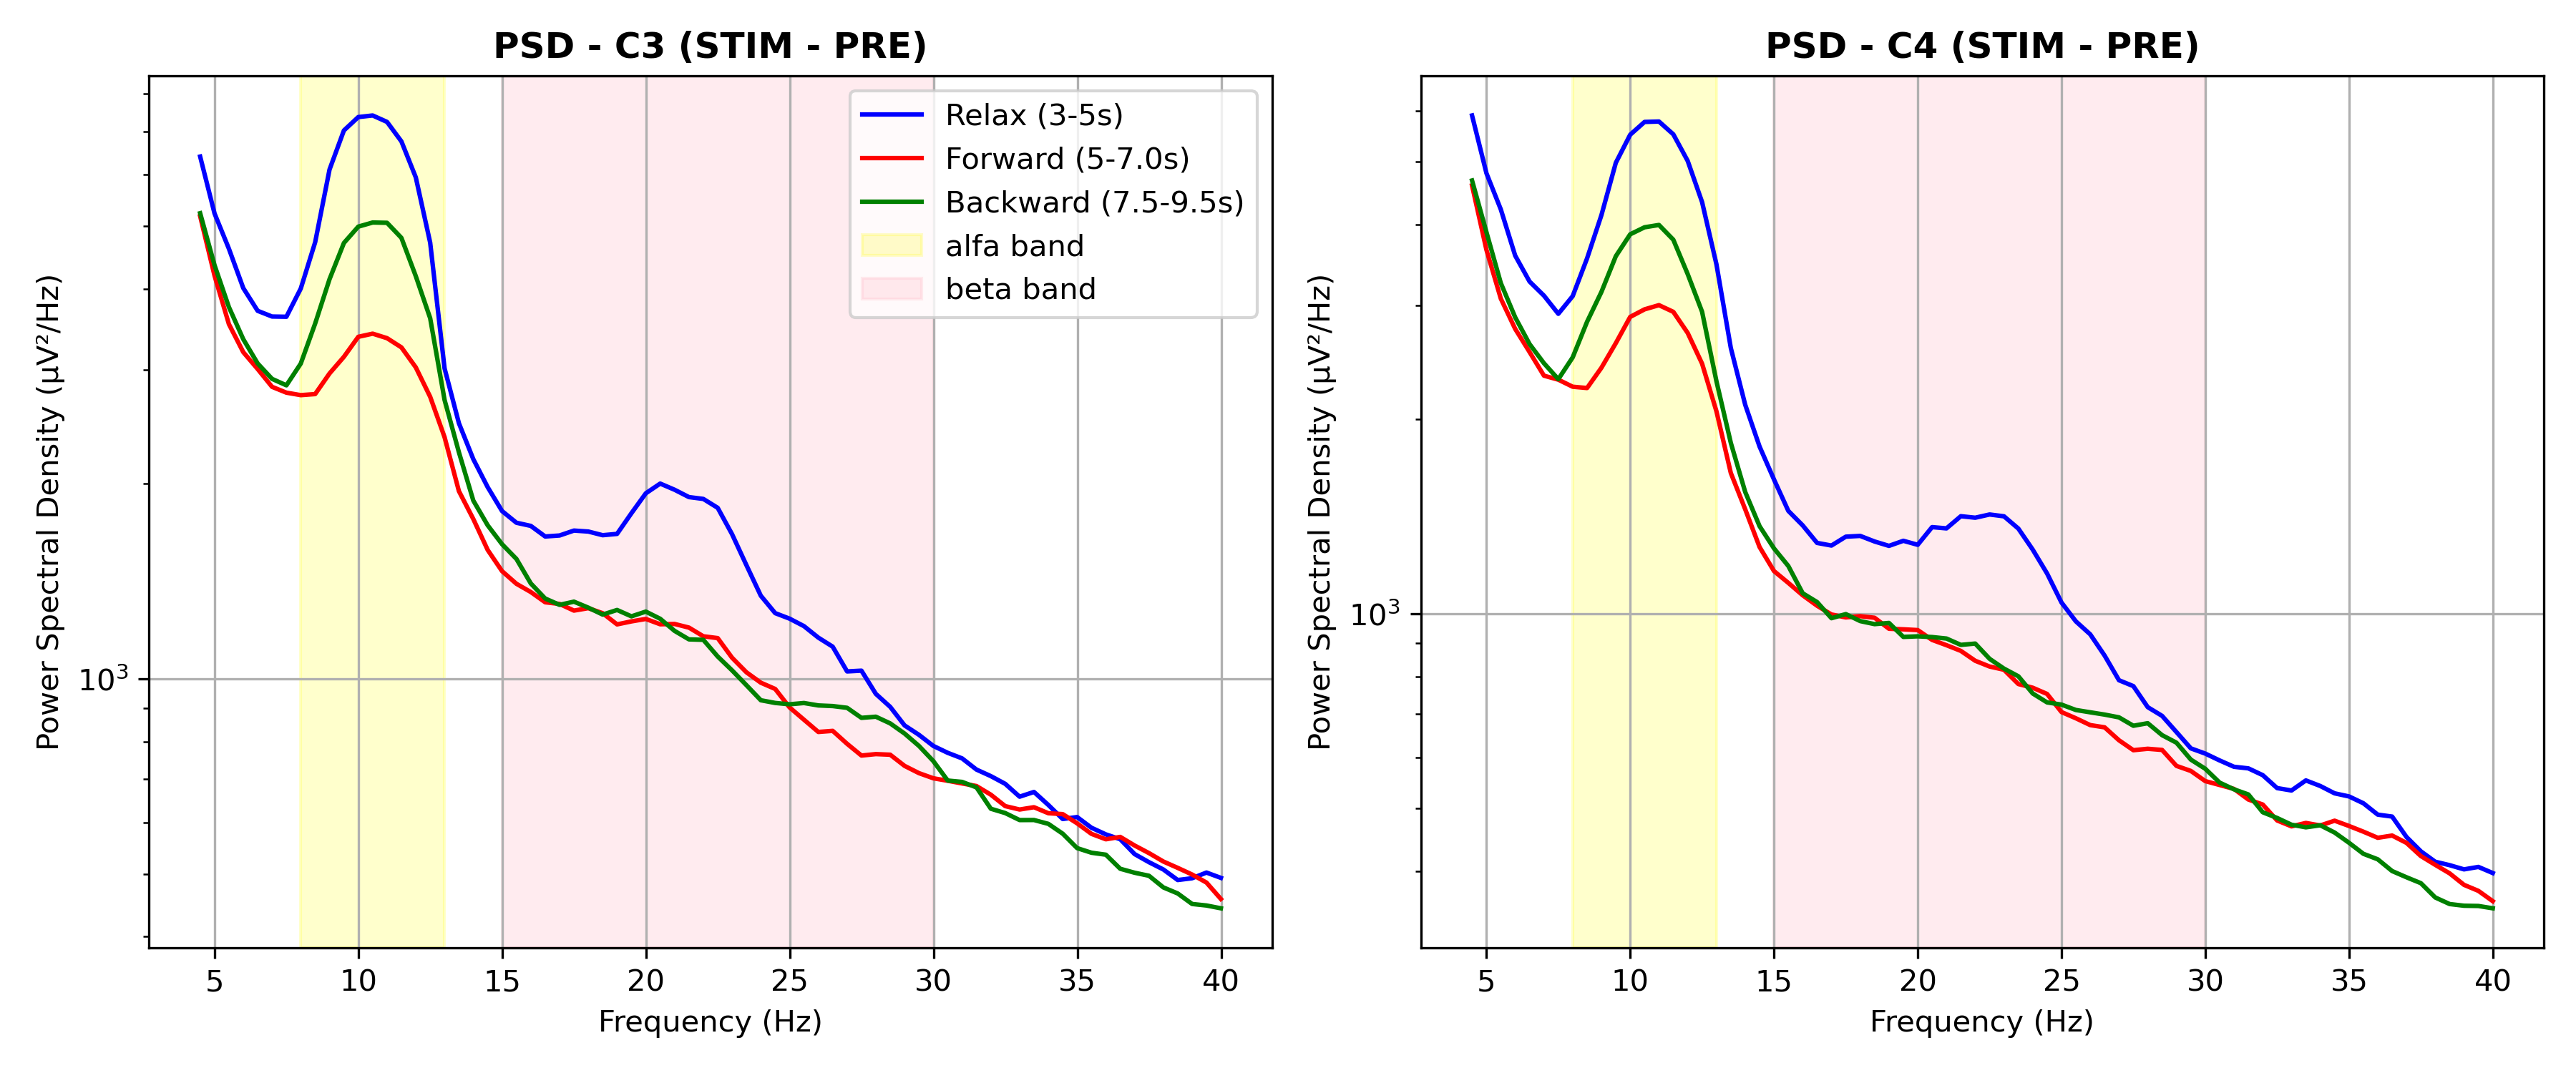 PSD - C3 (STIM - PRE)
Power Spectral Density (µV²/Hz)
10³
Relax (3-5s)
Forward (5-7.0s)
Backward (7.5-9.5s)
alfa band
beta band
5 10 15 20 25 30 35 40
Frequency (Hz)
PSD - C4 (STIM - PRE)
Power Spectral Density (µV²/Hz)
10³
5 10 15 20 25 30 35 40
Frequency (Hz)